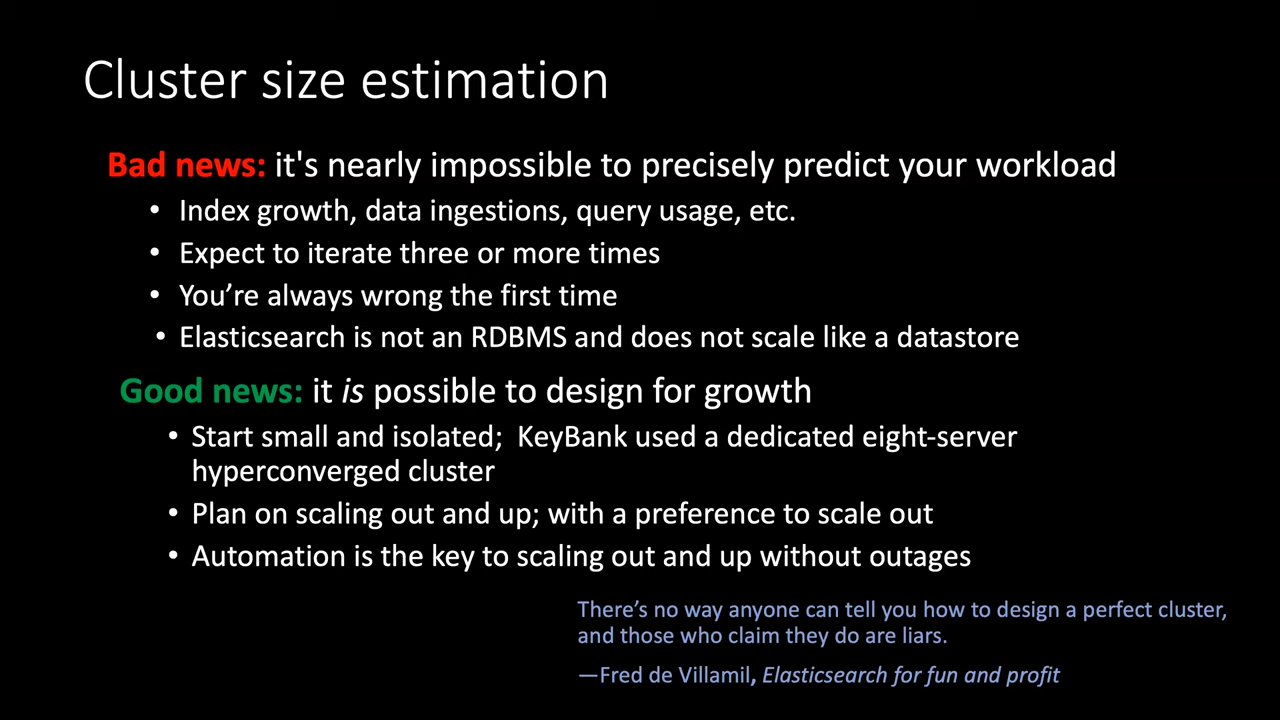 Cluster size estimation
Bad news: it's nearly impossible to precisely predict your workload
• Index growth, data ingestions, query usage, etc.
• Expect to iterate three or more times
• You’re always wrong the first time
• Elasticsearch is not an RDBMS and does not scale like a datastore
Good news: it is possible to design for growth
• Start small and isolated;  KeyBank used a dedicated eight-server
hyperconverged cluster
• Plan on scaling out and up; with a preference to scale out
• Automation is the key to scaling out and up without outages
There’s no way anyone can tell you how to design a perfect cluster,
and those who claim they do are liars.
—Fred de Villamil, Elasticsearch for fun and profit